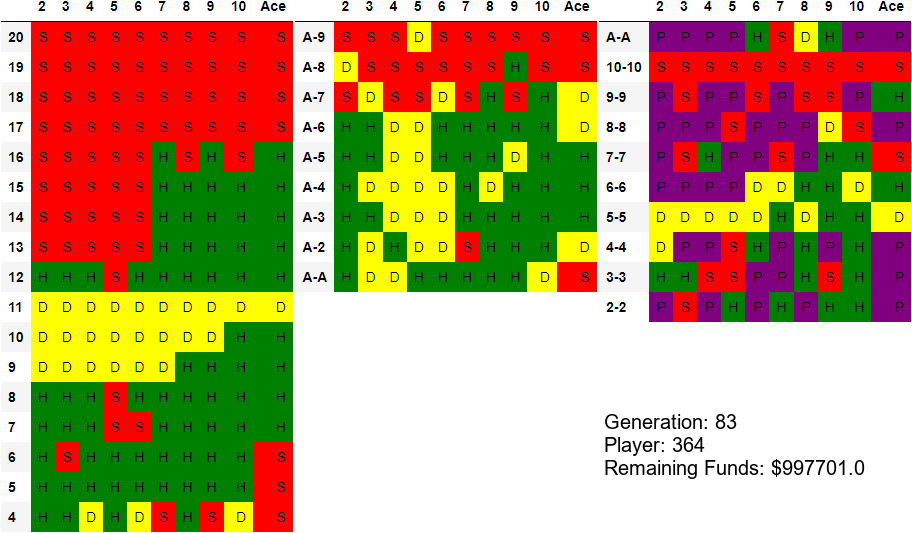 2 3 4 5 6 7 8 9 10 Ace
20 S S S S S S S S S S
19 S S S S S S S S S S
18 S S S S S S S S S S
17 S S S S S S S S S S
16 S S S S S H S H S H
15 S S S S S H H H H H
14 S S S S S H H H H H
13 S S S S S H H H H H
12 H H H S H H H H H H
11 D D D D D D D D D D
10 D D D D D D D D H H
9 D D D D D D H H H H
8 H H H S H H H H H H
7 H H H S S H H H H H
6 H S H H H H H H H S
5 H H H H H H H H H S
4 H H D H D S H S D S
2 3 4 5 6 7 8 9 10 Ace
A-9 S S S D S S S S S S
A-8 D S S S S S S H S S
A-7 S D S S D S H S H D
A-6 H H D D H H H H H D
A-5 H H D D H H H D H H
A-4 H D D D D H D H H H
A-3 H H D D D H H H H H
A-2 H D H D D S H H H D
A-A H D D H H H H H D S
2 3 4 5 6 7 8 9 10 Ace
A-A P P P P H S D H P P
10-10 S S S S S S S S S S
9-9 P S P P S P S S P H
8-8 P P P S P P P D S P
7-7 P S H P P S P H H S
6-6 P P P P D D H H D H
5-5 D D D D D H D H H D
4-4 D P P S H P H P H P
3-3 H H S S P P H S H P
2-2 P S P H P H P H H P
Generation: 83
Player: 364
Remaining Funds: $997701.0